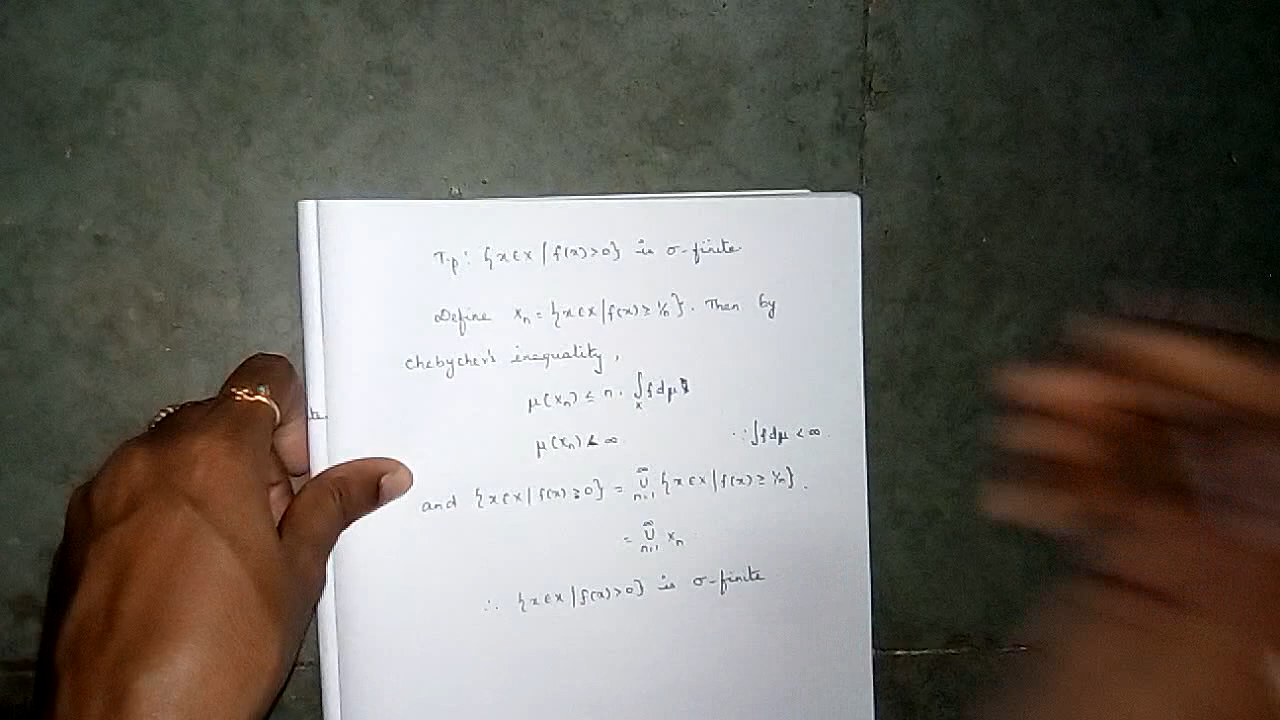 T.p: {x∈X / f(x)>0} is σ-finite
Define Xn = {x∈X / f(x) ≥ 1/n}. Then by
Chebychev's inequality,
μ(Xn) ≤ n. ∫X f dμ
μ(Xn) < ∞ ∵ ∫f dμ < ∞.
and {x∈X / f(x) ≥ 0} = ∞∪n=1 {x∈X / f(x) ≥ 1/n}.
= ∞∪n=1 Xn
∴ {x∈X / f(x)>0} is σ-finite